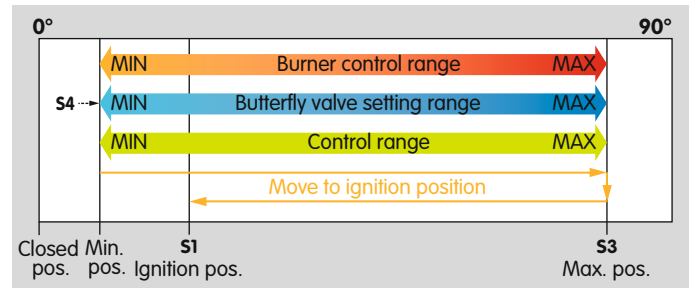 0° 90°
MIN Burner control range MAX
S4 MIN Butterfly valve setting range MAX
MIN Control range MAX
Move to ignition position
Closed Min. S1 S3
pos. pos. Ignition pos. Max. pos.